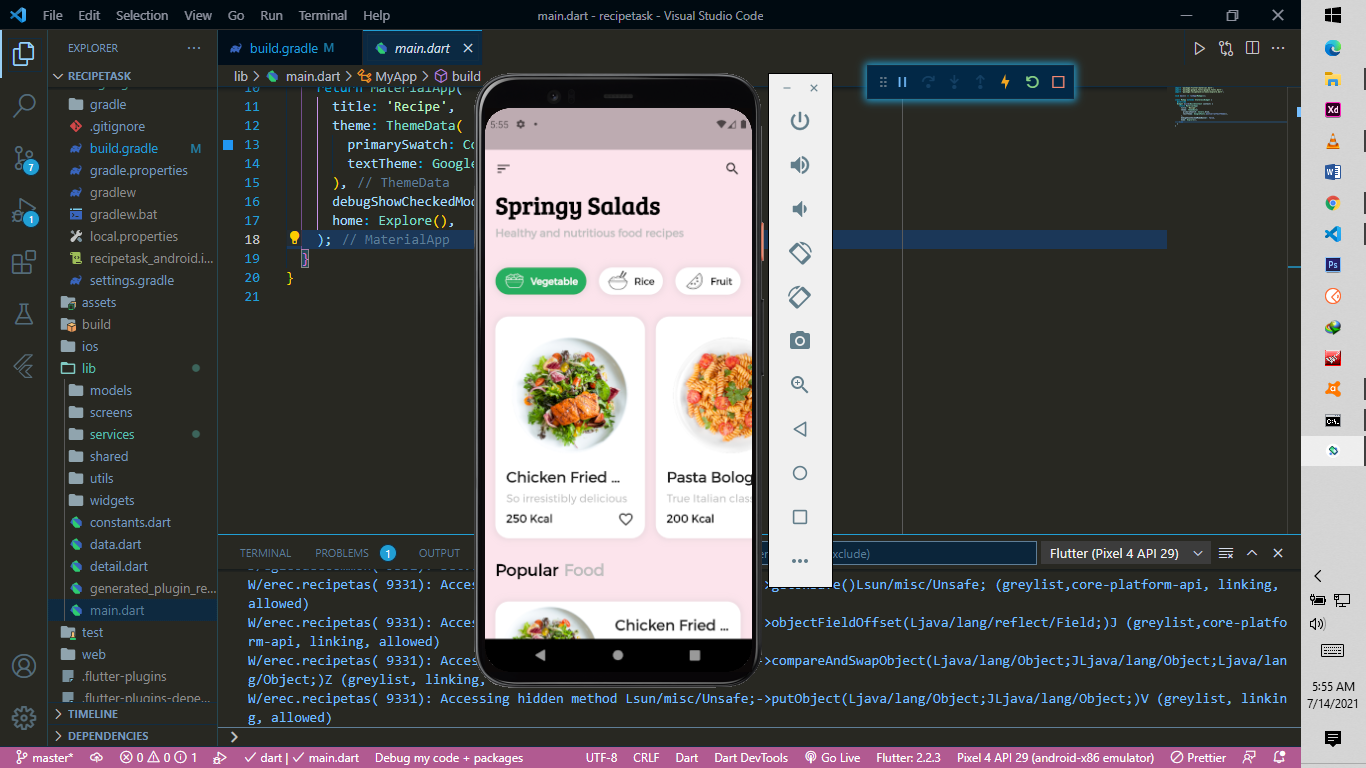 File Edit Selection View Go Run Terminal Help
main.dart - recipetask - Visual Studio Code
EXPLORER
RECIPETASK
gradle
.gitignore
build.gradle M
gradle.properties
gradlew
gradlew.bat
local.properties
recipetask_android.i...
settings.gradle
assets
build
ios
lib
models
screens
services
shared
utils
widgets
constants.dart
data.dart
detail.dart
generated_plugin_re...
main.dart
test
web
.flutter-plugins
.flutter-plugins-depe...
TIMELINE
DEPENDENCIES
7
1
build.gradle M
main.dart
lib > main.dart > MyApp > build
10 return MaterialApp(
11 title: 'Recipe',
12 theme: ThemeData(
13 primarySwatch: Co
14 textTheme: Google
15 ), // ThemeData
16 debugShowCheckedMod
17 home: Explore(),
18 ); // MaterialApp
19 }
20 }
21
5:55
Springy Salads
Healthy and nutritious food recipes
Vegetable
Rice
Fruit
Chicken Fried ...
So irresistibly delicious
250 Kcal
Pasta Bolog
True Italian clas
200 Kcal
Popular Food
Chicken Fried ...
TERMINAL PROBLEMS 1 OUTPUT
exclude)
Flutter (Pixel 4 API 29)
W/erec.recipetas( 9331): Acces
>getUnsafe()Lsun/misc/Unsafe; (greylist,core-platform-api, linking,
allowed)
W/erec.recipetas( 9331): Acces
>objectFieldOffset(Ljava/lang/reflect/Field;)J (greylist,core-platfo
rm-api, linking, allowed)
W/erec.recipetas( 9331): Acces
>compareAndSwapObject(Ljava/lang/Object;JLjava/lang/Object;Ljava/lan
g/Object;)Z (greylist, linking,
W/erec.recipetas( 9331): Accessing hidden method Lsun/misc/Unsafe;->putObject(Ljava/lang/Object;JLjava/lang/Object;)V (greylist, linkin
g, allowed)
master* 0 0 1 dart | main.dart Debug my code + packages
UTF-8 CRLF Dart Dart DevTools Go Live Flutter: 2.2.3 Pixel 4 API 29 (android-x86 emulator) Prettier
Xd
Ps
5:55 AM
7/14/2021